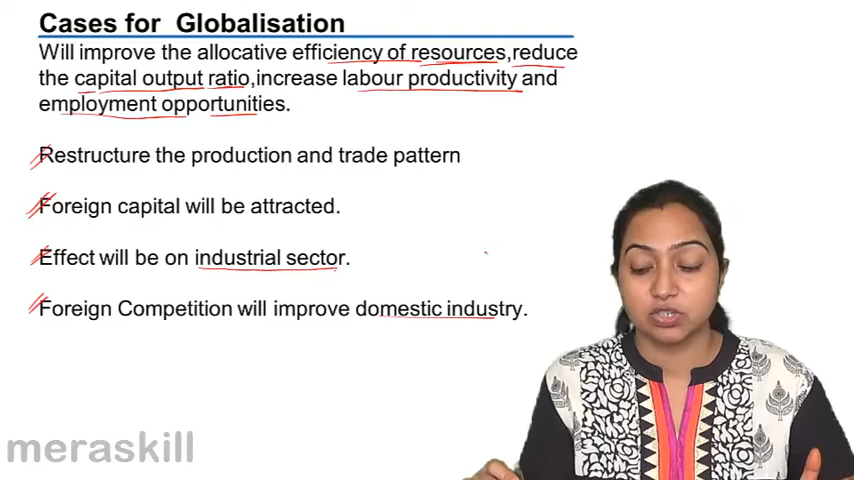 Cases for Globalisation
Will improve the allocative efficiency of resources,reduce
the capital output ratio,increase labour productivity and
employment opportunities.
Restructure the production and trade pattern
Foreign capital will be attracted.
Effect will be on industrial sector.
Foreign Competition will improve domestic industry.
meraskill